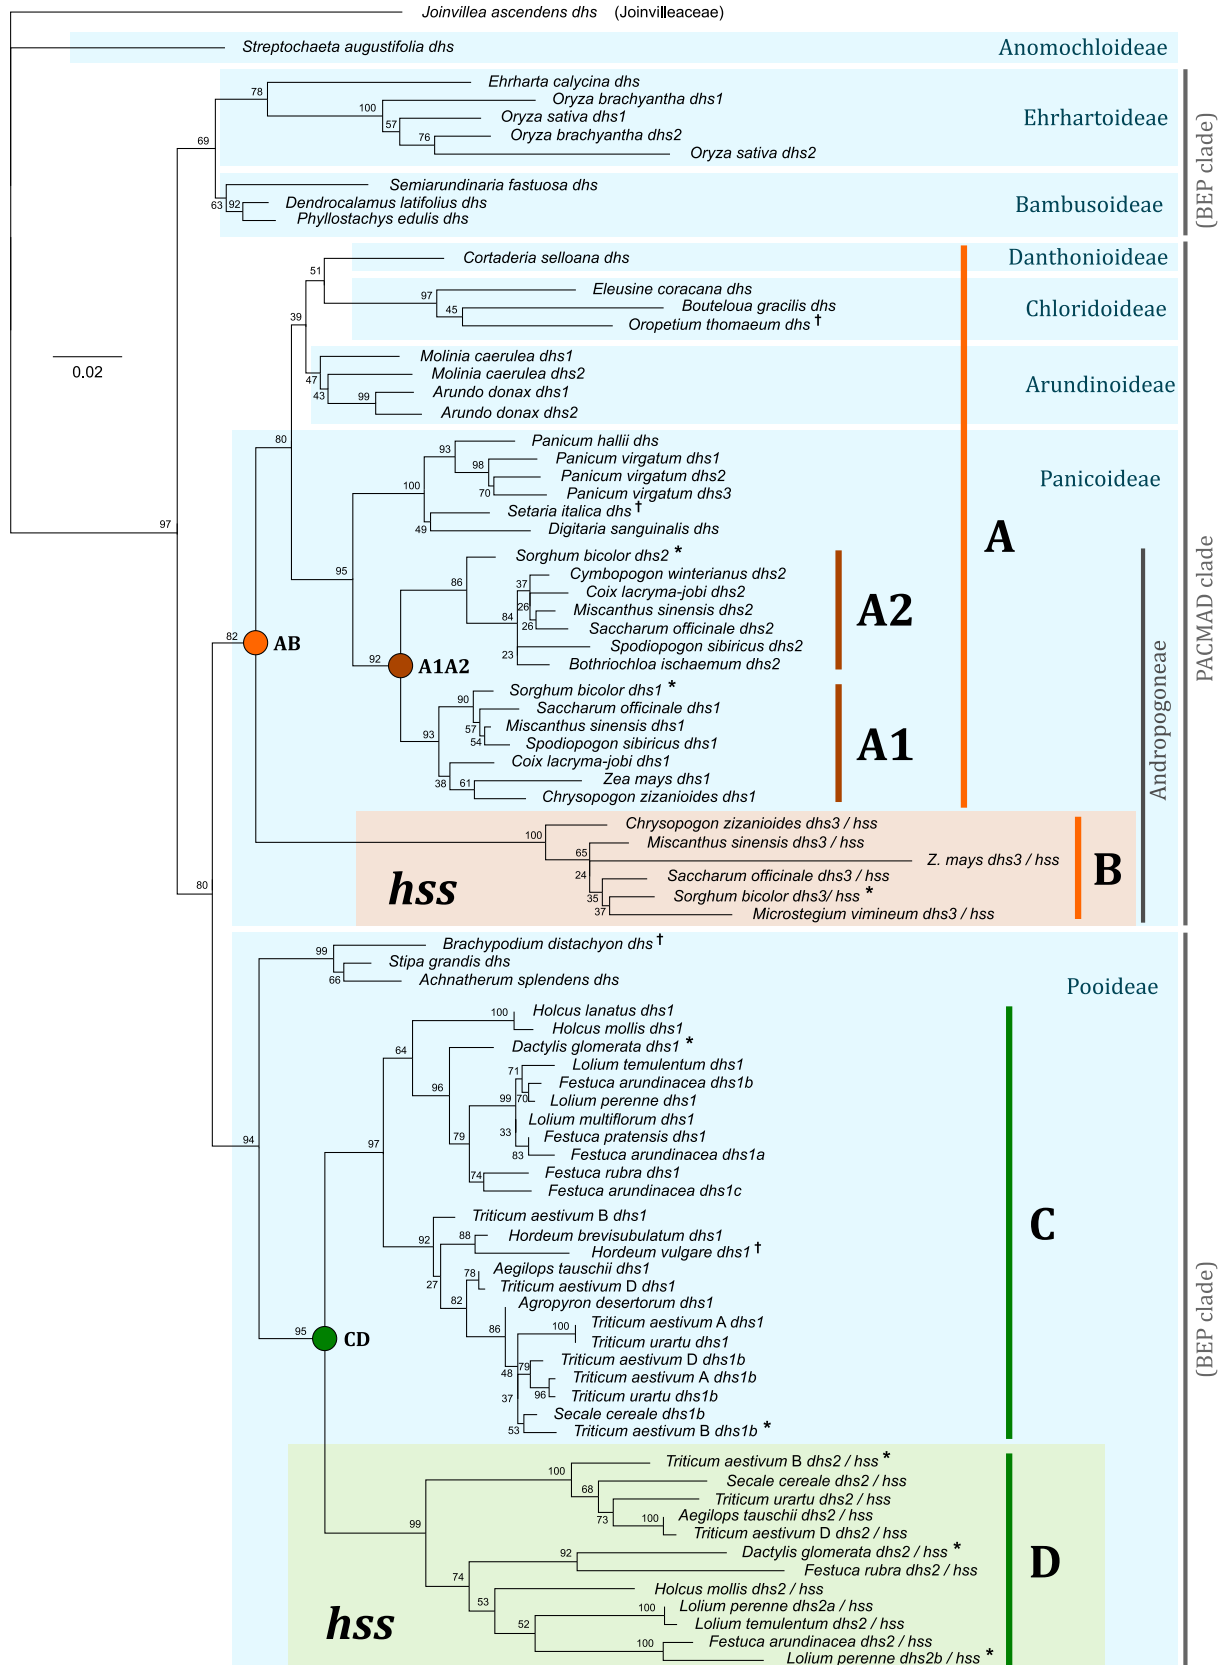 Joinvillea ascendens dhs (Joinvilleaceae)
Streptochaeta augustifolia dhs
Anomochloideae
Ehrharta calycina dhs
78
Oryza brachyantha dhs1
100
Oryza sativa dhs1
Ehrhartoideae
57
Oryza brachyantha dhs2
76
Oryza sativa dhs2
69
(BEP clade)
Semiarundinaria fastuosa dhs
Dendrocalamus latifolius dhs
Bambusoideae
63
92
Phyllostachys edulis dhs
Cortaderia selloana dhs
Danthonioideae
51
Eleusine coracana dhs
97
Bouteloua gracilis dhs
Chloridoideae
45
Oropetium thomaeum dhs †
39
0.02
Molinia caerulea dhs1
Molinia caerulea dhs2
47
Arundinoideae
43
Arundo donax dhs1
99
Arundo donax dhs2
80
Panicum hallii dhs
93
Panicum virgatum dhs1
98
Panicum virgatum dhs2
Panicoideae
100
70
Panicum virgatum dhs3
Setaria italica dhs †
49
Digitaria sanguinalis dhs
97
A
PACMAD clade
Sorghum bicolor dhs2 *
95
86
Cymbopogon winterianus dhs2
37
Coix lacryma-jobi dhs2
26
Miscanthus sinensis dhs2
A2
84
26
Saccharum officinale dhs2
82
AB
Spodiopogon sibiricus dhs2
23
92
A1A2
Bothriochloa ischaemum dhs2
Sorghum bicolor dhs1 *
90
Saccharum officinale dhs1
57
Miscanthus sinensis dhs1
93
54
Spodiopogon sibiricus dhs1
A1
Coix lacryma-jobi dhs1
38
61
Zea mays dhs1
Chrysopogon zizanioides dhs1
Andropogoneae
Chrysopogon zizanioides dhs3 / hss
100
Miscanthus sinensis dhs3 / hss
65
Z. mays dhs3 / hss
B
24
Saccharum officinale dhs3 / hss
80
hss
35
Sorghum bicolor dhs3/ hss *
37
Microstegium vimineum dhs3 / hss
Brachypodium distachyon dhs †
99
Stipa grandis dhs
66
Achnatherum splendens dhs
Pooideae
Holcus lanatus dhs1
100
Holcus mollis dhs1
64
Dactylis glomerata dhs1 *
Lolium temulentum dhs1
71
Festuca arundinacea dhs1b
96
99
70
Lolium perenne dhs1
Lolium multiflorum dhs1
33
Festuca pratensis dhs1
79
83
Festuca arundinacea dhs1a
94
97
Festuca rubra dhs1
74
Festuca arundinacea dhs1c
C
Triticum aestivum B dhs1
92
88
Hordeum brevisubulatum dhs1
Hordeum vulgare dhs1 †
27
78
Aegilops tauschii dhs1
Triticum aestivum D dhs1
82
Agropyron desertorum dhs1
(BEP clade)
86
100
Triticum aestivum A dhs1
95
CD
Triticum urartu dhs1
79
Triticum aestivum D dhs1b
48
Triticum aestivum A dhs1b
37
96
Triticum urartu dhs1b
Secale cereale dhs1b
53
Triticum aestivum B dhs1b *
Triticum aestivum B dhs2 / hss *
100
Secale cereale dhs2 / hss
68
Triticum urartu dhs2 / hss
73
Aegilops tauschii dhs2 / hss
100
99
Triticum aestivum D dhs2 / hss
92
Dactylis glomerata dhs2 / hss *
D
74
Festuca rubra dhs2 / hss
Holcus mollis dhs2 / hss
53
hss
100
Lolium perenne dhs2a / hss
52
Lolium temulentum dhs2 / hss
100
Festuca arundinacea dhs2 / hss
Lolium perenne dhs2b / hss *